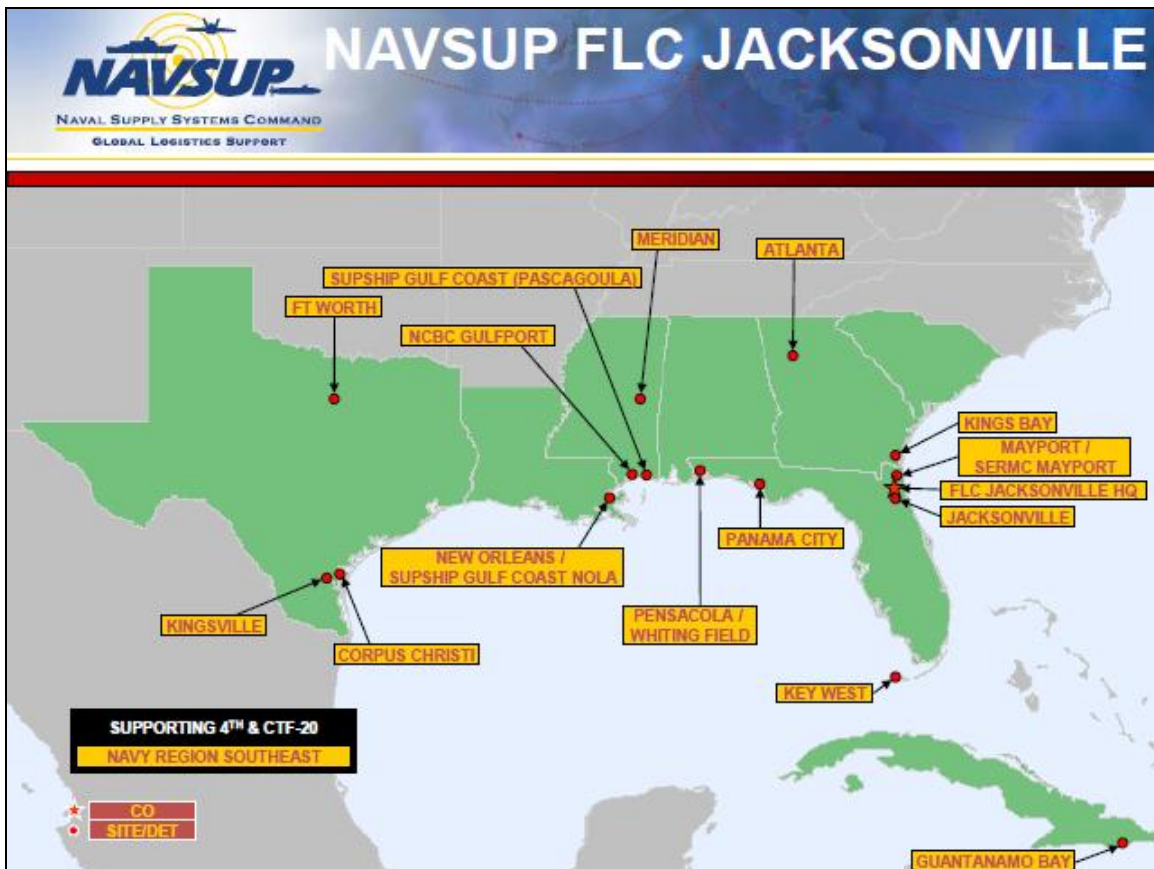 NAVSUP FLC JACKSONVILLE
NAVSUP
NAVAL SUPPLY SYSTEMS COMMAND
GLOBAL LOGISTICS SUPPORT
MERIDIAN
ATLANTA
SUPSHIP GULF COAST (PASCAGOULA)
FT WORTH
NCBC GULFPORT
KINGS BAY
MAYPORT /
SERMC MAYPORT
FLC JACKSONVILLE HQ
JACKSONVILLE
PANAMA CITY
NEW ORLEANS /
SUPSHIP GULF COAST NOLA
PENSACOLA /
WHITING FIELD
KINGSVILLE
CORPUS CHRISTI
KEY WEST
SUPPORTING 4TH & CTF-20
NAVY REGION SOUTHEAST
CO
SITE/DET
GUANTANAMO BAY